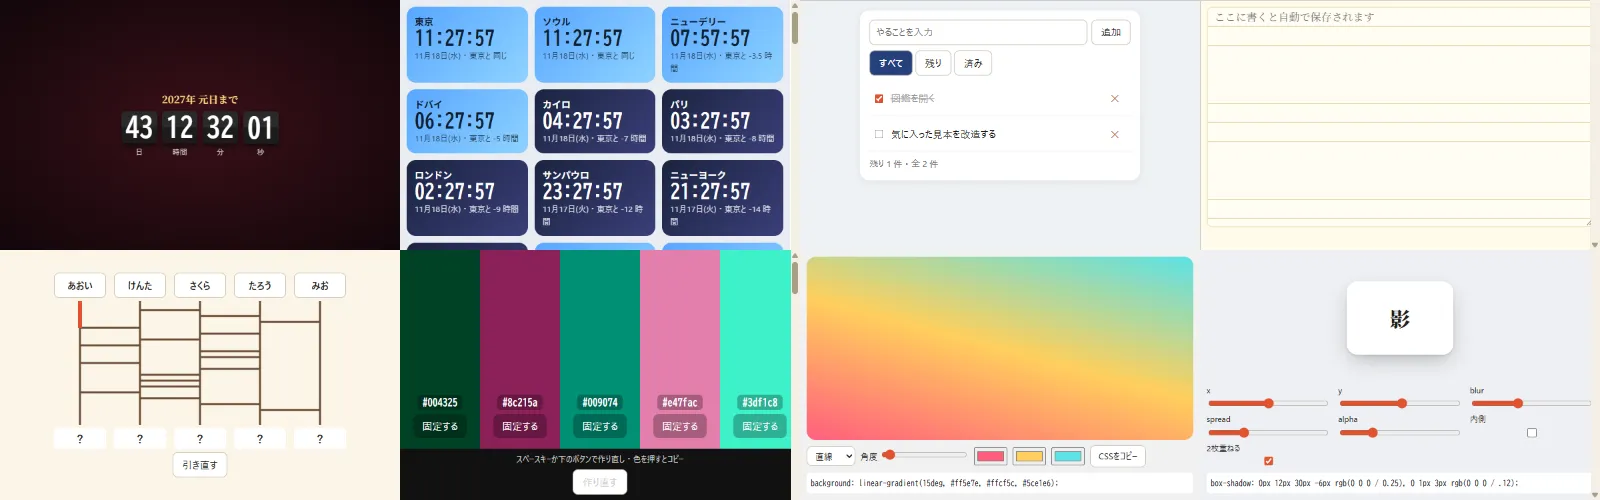 2027年 元日まで
43 12 32 01
日 時間 分 秒
東京
11:27:57
11月18日(水)・東京と 同じ
ソウル
11:27:57
11月18日(水)・東京と 同じ
ニューデリー
07:57:57
11月18日(水)・東京と -3.5 時
間
ドバイ
06:27:57
11月18日(水)・東京と -5 時間
カイロ
04:27:57
11月18日(水)・東京と -7 時間
パリ
03:27:57
11月18日(水)・東京と -8 時間
ロンドン
02:27:57
11月18日(水)・東京と -9 時間
サンパウロ
23:27:57
11月17日(火)・東京と -12 時
間
ニューヨーク
21:27:57
11月17日(火)・東京と -14 時
間
やることを入力 追加
すべて 残り 済み
図鑑を開く ×
気に入った見本を改造する ×
残り 1 件・全 2 件
ここに書くと自動で保存されます
あおい けんた さくら たろう みお
? ? ? ? ?
引き直す
#004325 #8c215a #009074 #e47fac #3df1c8
固定する 固定する 固定する 固定する 固定する
スペースキーか下のボタンで作り直し・色を押すとコピー
作り直す
直線 角度 CSSをコピー
background: linear-gradient(15deg, #ff5e7e, #ffcf5c, #5ce1e6);
影
x y blur
spread alpha 内側
2枚重ねる
box-shadow: 0px 12px 30px -6px rgb(0 0 0 / 0.25), 0 1px 3px rgb(0 0 0 / .12);